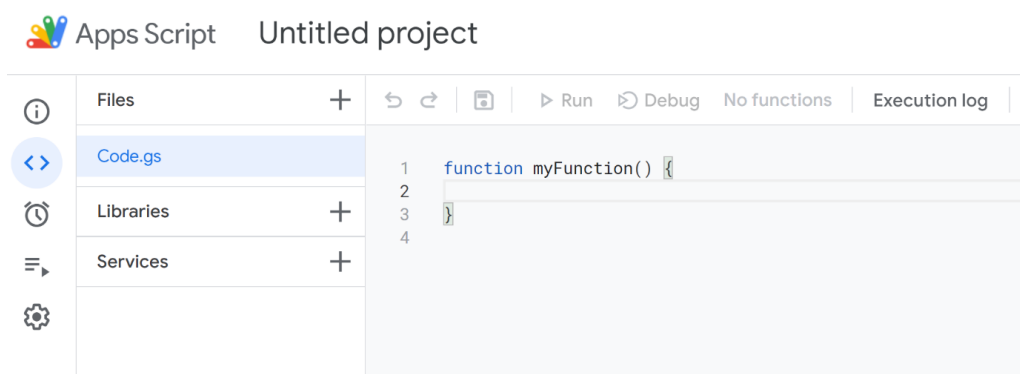 Apps Script Untitled project
Files
Run Debug No functions Execution log
Code.gs
1 function myFunction() {
2
3 }
4
Libraries
Services